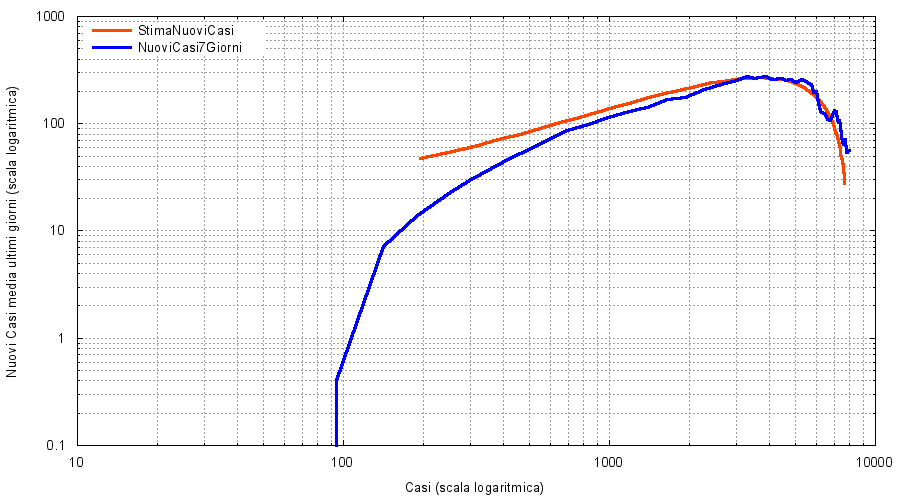 1000
StimaNuoviCasi
NuoviCasi7Giorni
100
10
1
0.1
10
100
1000
10000
Nuovi Casi media ultimi giorni (scala logaritmica)
Casi (scala logaritmica)